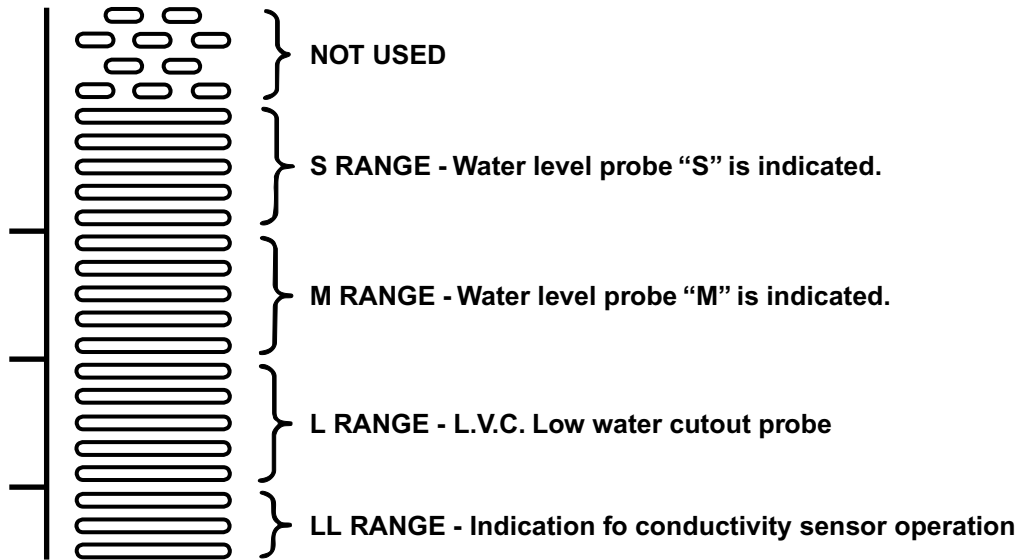 NOT USED
S RANGE - Water level probe “S” is indicated.
M RANGE - Water level probe “M” is indicated.
L RANGE - L.V.C. Low water cutout probe
LL RANGE - Indication fo conductivity sensor operation